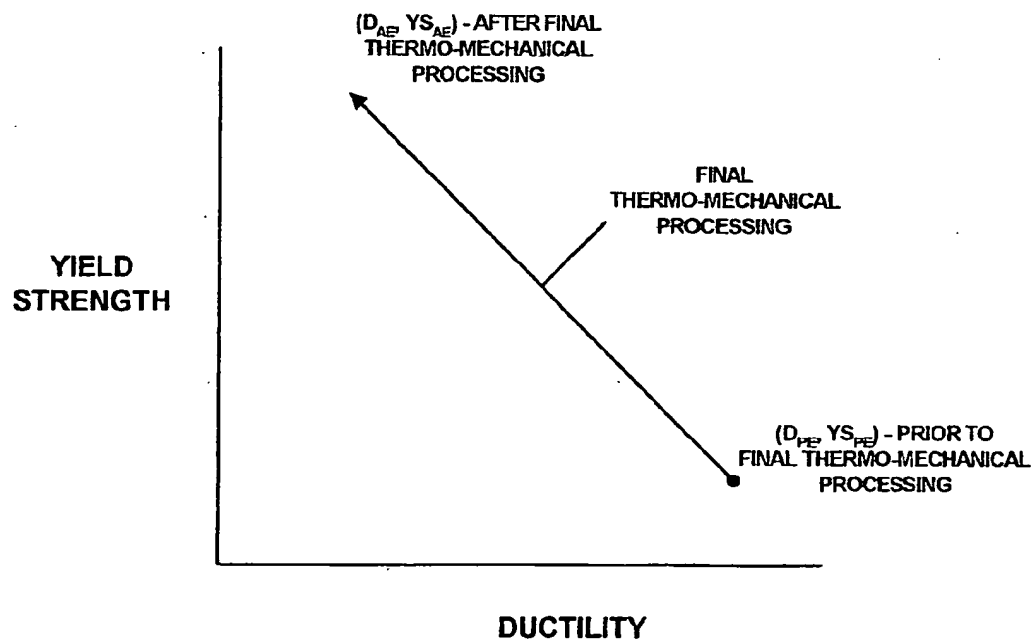 (D_AE, YS_AE) - AFTER FINAL
THERMO-MECHANICAL
PROCESSING
FINAL
THERMO-MECHANICAL
PROCESSING
YIELD
STRENGTH
(D_PE, YS_PE) - PRIOR TO
FINAL THERMO-MECHANICAL
PROCESSING
DUCTILITY